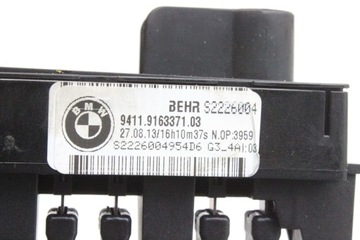 BMW
BEHR S2226004
9411.9163371.03
27.08.13/16h10m37s N.OP:3959
S2226004954D6 G3_4A1:03